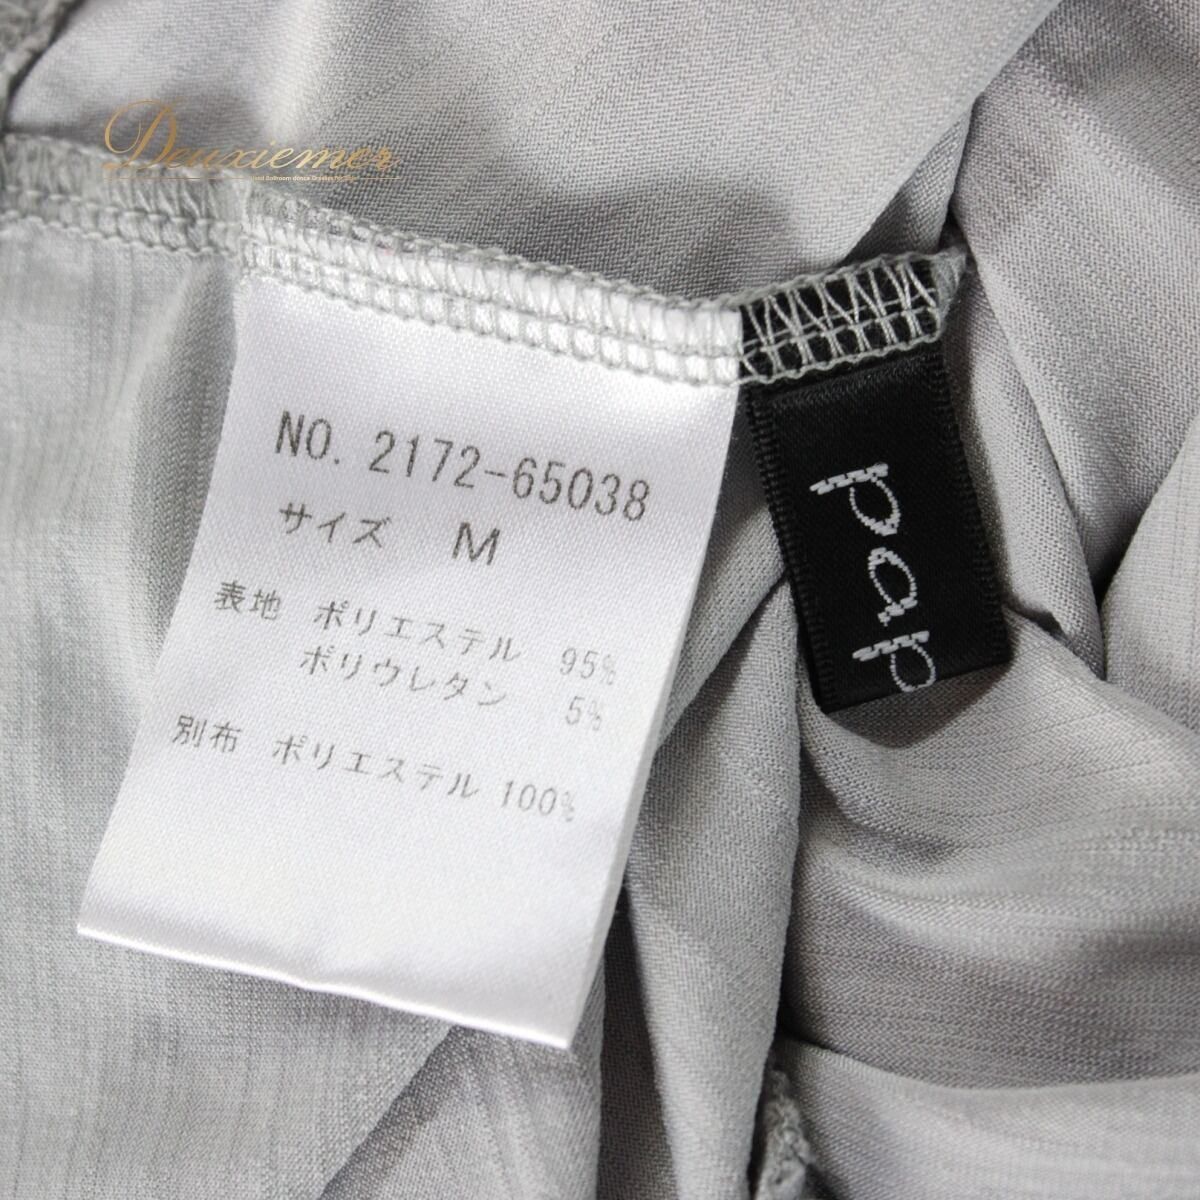 Deuxiemer
NO. 2172-65038
サイズ M
表地 ポリエステル 95%
ポリウレタン 5%
別布 ポリエステル 100%
pap